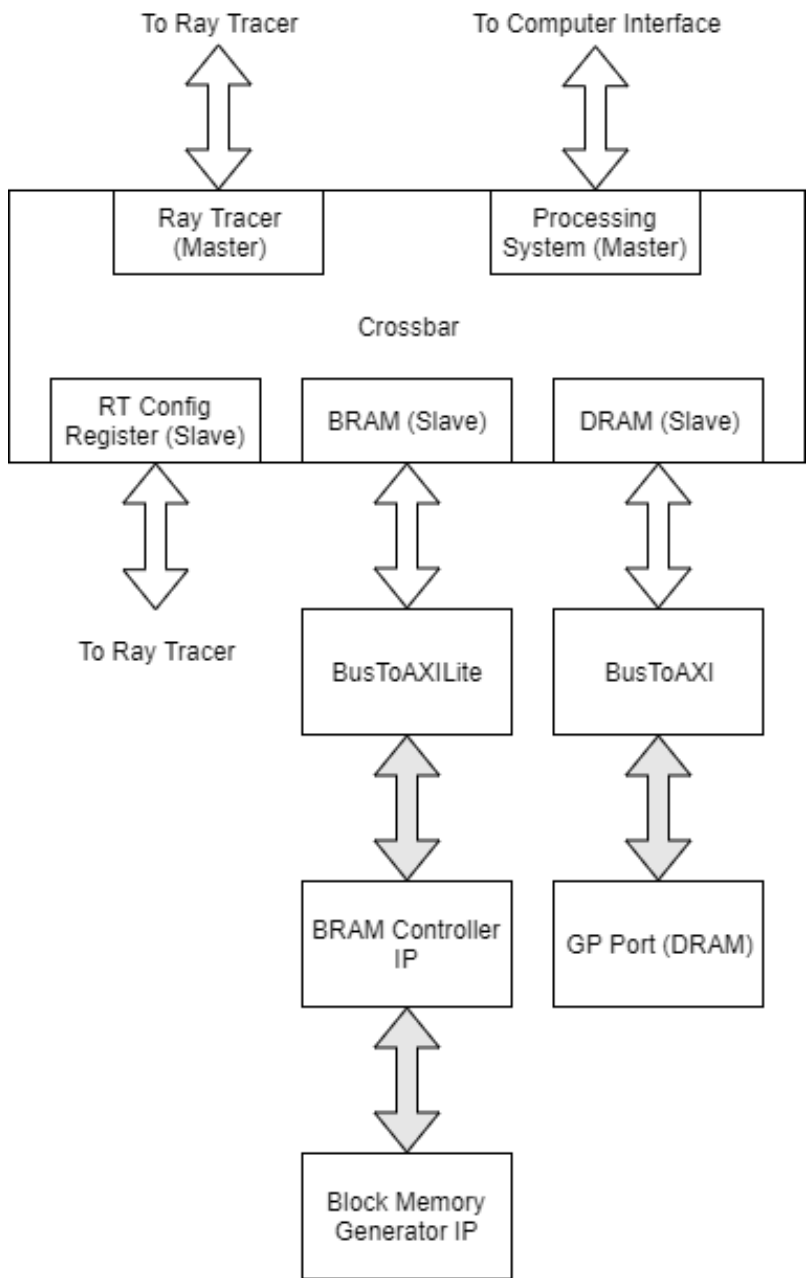 To Ray Tracer
To Computer Interface
Ray Tracer
(Master)
Processing
System (Master)
Crossbar
RT Config
Register (Slave)
BRAM (Slave)
DRAM (Slave)
To Ray Tracer
BusToAXILite
BusToAXI
BRAM Controller
IP
GP Port (DRAM)
Block Memory
Generator IP